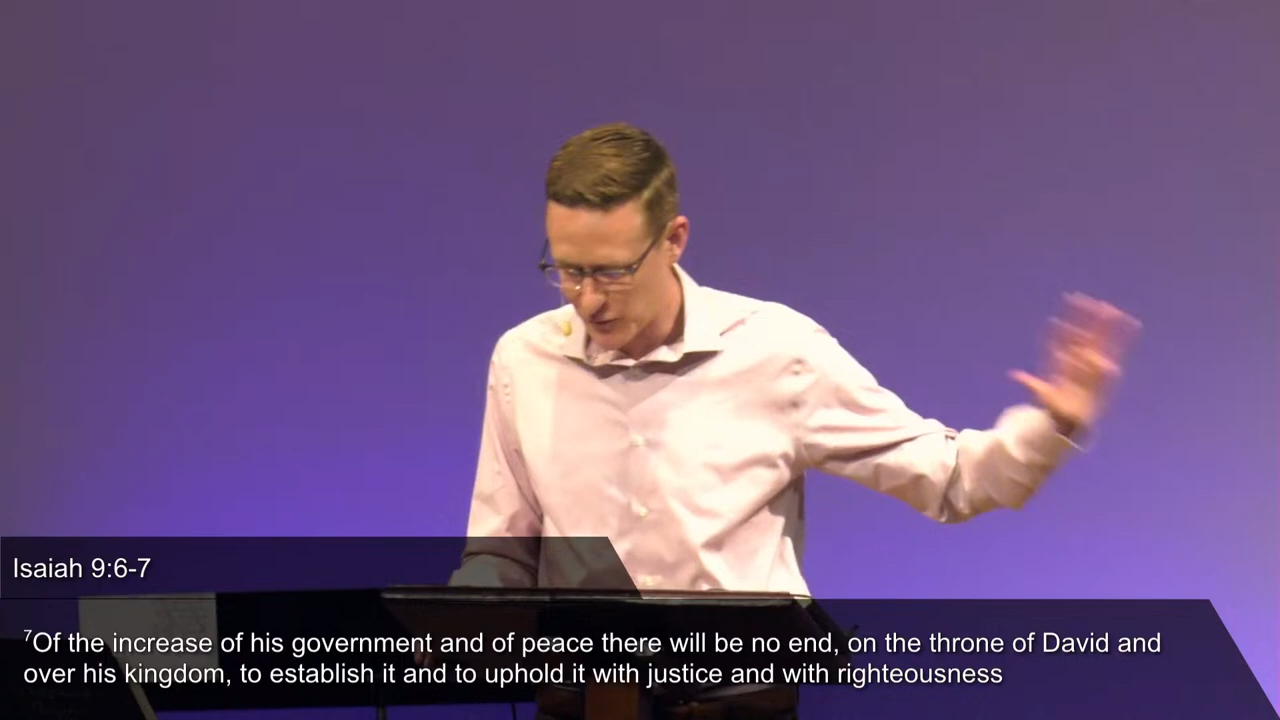 Isaiah 9:6-7
⁷Of the increase of his government and of peace there will be no end, on the throne of David and
over his kingdom, to establish it and to uphold it with justice and with righteousness